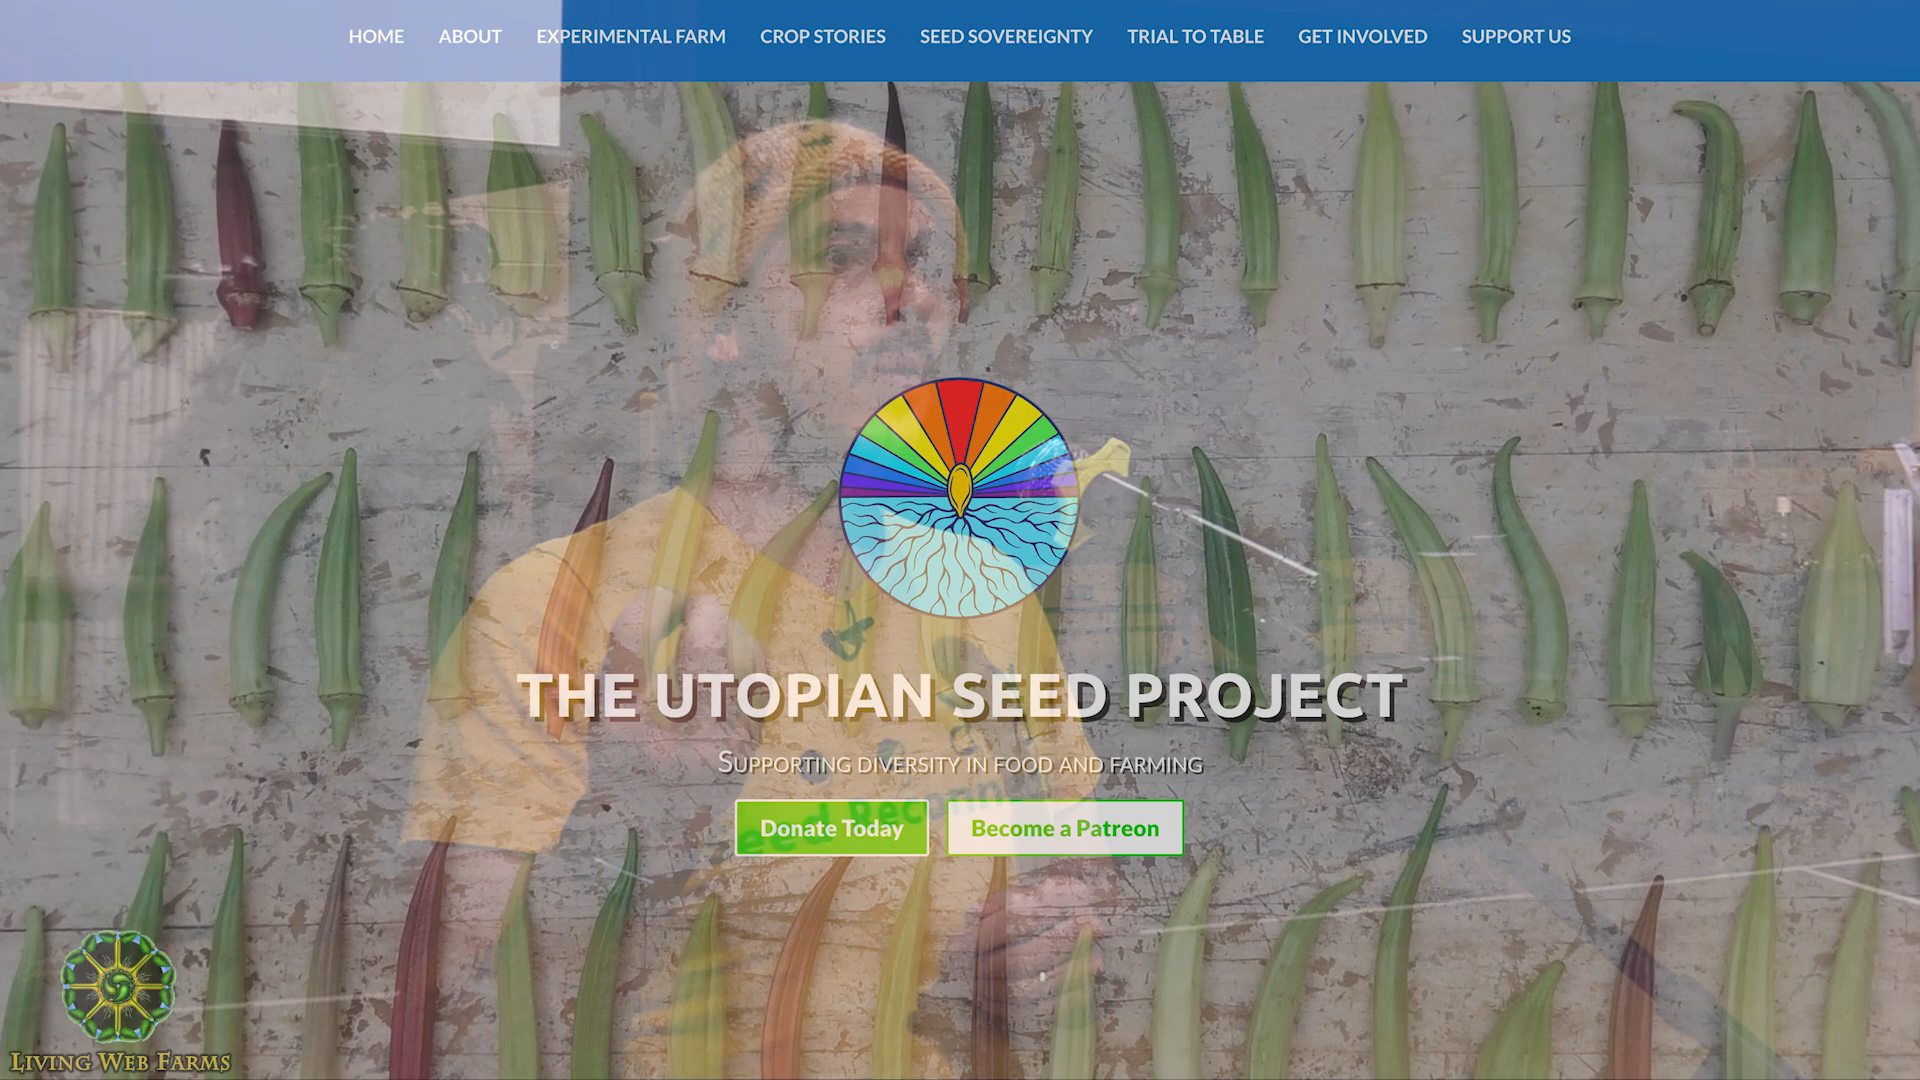 HOME ABOUT EXPERIMENTAL FARM CROP STORIES SEED SOVEREIGNTY TRIAL TO TABLE GET INVOLVED SUPPORT US
THE UTOPIAN SEED PROJECT
SUPPORTING DIVERSITY IN FOOD AND FARMING
Donate Today Become a Patreon
LIVING WEB FARMS